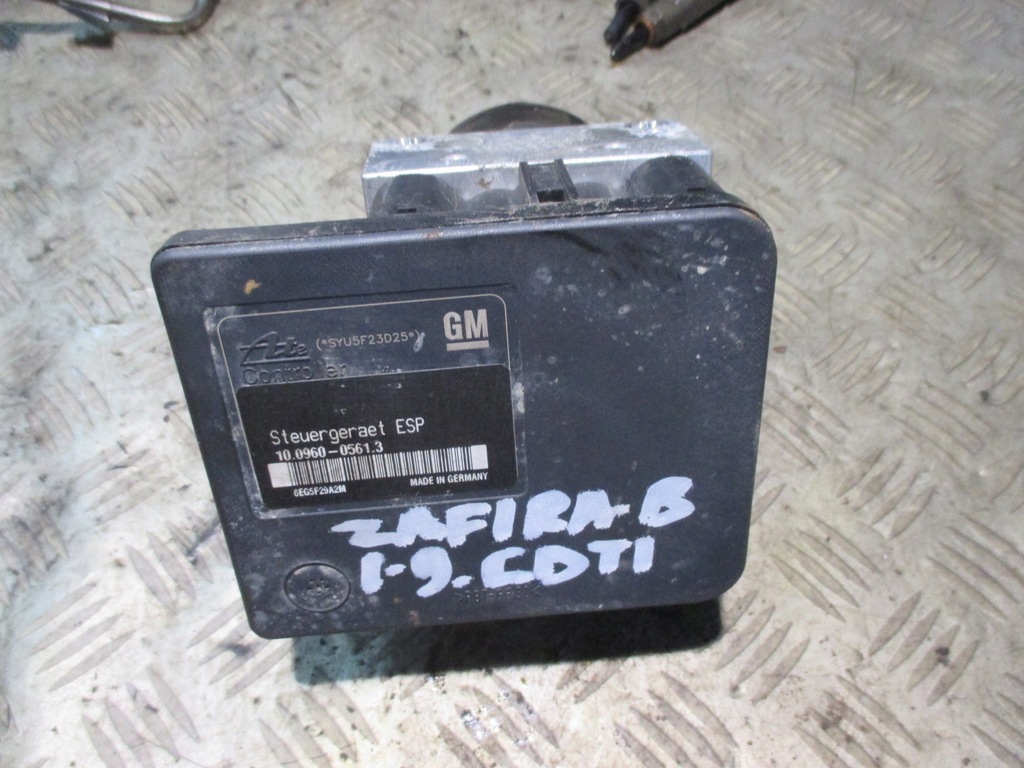 Ate (*SYU5F23D25*) GM
Controller
Steuergeraet ESP
10.0960-0561.3
6EG5F29A2M MADE IN GERMANY
ZAFIRA-B
1-9.CDTI